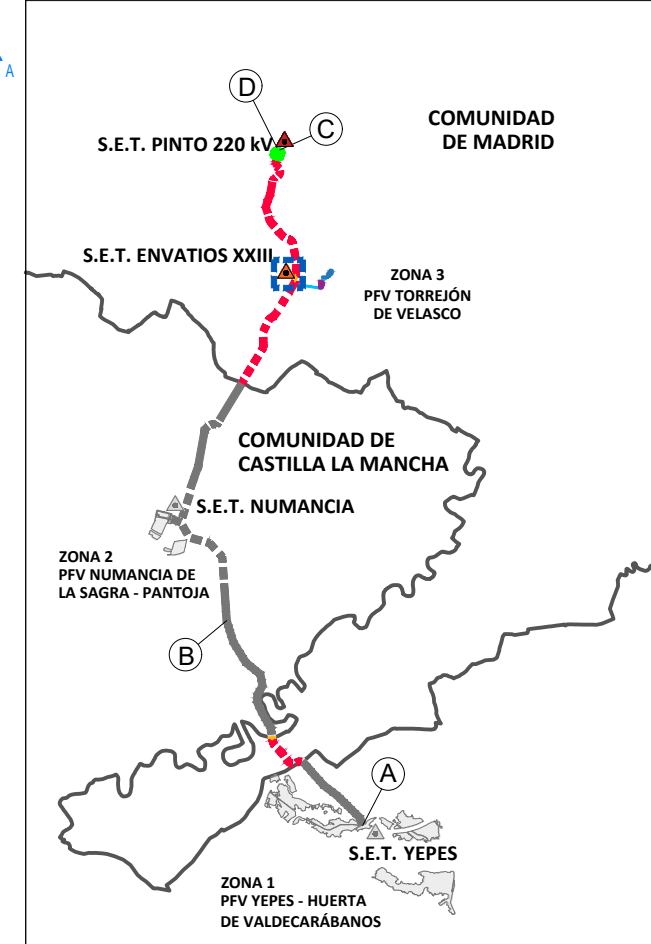 A
D
C
COMUNIDAD
DE MADRID
S.E.T. PINTO 220 kV
S.E.T. ENVATIOS XXIII
ZONA 3
PFV TORREJÓN
DE VELASCO
COMUNIDAD DE
CASTILLA LA MANCHA
S.E.T. NUMANCIA
ZONA 2
PFV NUMANCIA DE
LA SAGRA - PANTOJA
B
A
S.E.T. YEPES
ZONA 1
PFV YEPES - HUERTA
DE VALDECARÁBANOS